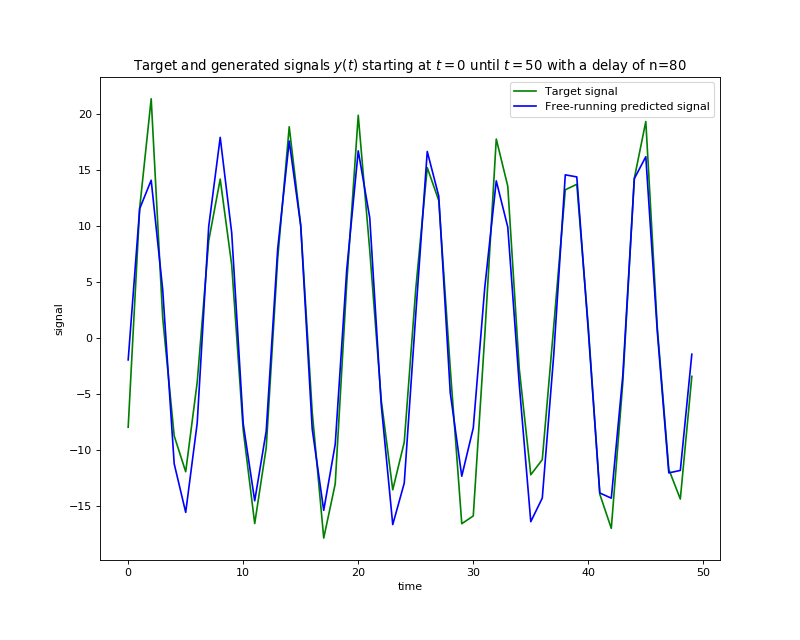 Target and generated signals y(t) starting at t = 0 until t = 50 with a delay of n=80
Target signal
Free-running predicted signal
20
15
10
5
0
−5
−10
−15
signal
0 10 20 30 40 50
time